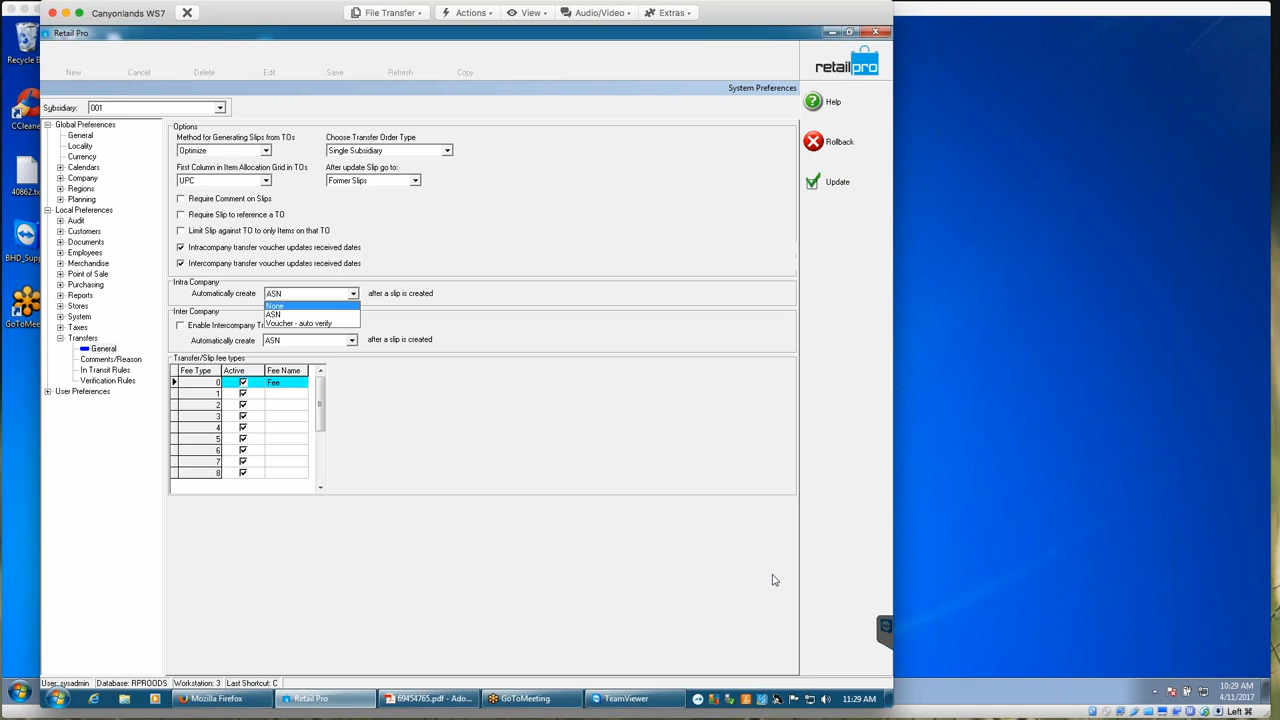 Canyonlands WS7
File Transfer
Actions
View
Audio/Video
Extras
Retail Pro
New
Cancel
Delete
Edit
Save
Refresh
Copy
retailpro
System Preferences
Subsidiary:
001
Help
Rollback
Update
Global Preferences
General
Locality
Currency
Calendars
Company
Regions
Planning
Local Preferences
Audit
Customers
Documents
Employees
Merchandise
Point of Sale
Purchasing
Reports
Stores
System
Taxes
Transfers
General
Comments/Reason
In Transit Rules
Verification Rules
User Preferences
Options
Method for Generating Slips from TOs
Choose Transfer Order Type
Optimize
Single Subsidiary
First Column in Item Allocation Grid in TOs
After update Slip go to:
UPC
Former Slips
Require Comment on Slips
Require Slip to reference a TO
Limit Slip against TO to only Items on that TO
Intracompany transfer voucher updates received dates
Intercompany transfer voucher updates received dates
Intra Company
Automatically create ASN after a slip is created
None
ASN
Voucher - auto verify
Inter Company
Enable Intercompany Tr
Automatically create ASN after a slip is created
Transfer/Slip fee types
Fee Type Active Fee Name
0 Fee
1
2
3
4
5
6
7
8
Recycle B
CCleane
40862.tx
BHD_Supp
GoToMeet
User: sysadmin Database: RPROODS Workstation: 3 Last Shortcut: C
Mozilla Firefox
Retail Pro
69454765.pdf - Ado...
GoToMeeting
TeamViewer
11:29 AM
10:29 AM
4/11/2017
Left ⌘